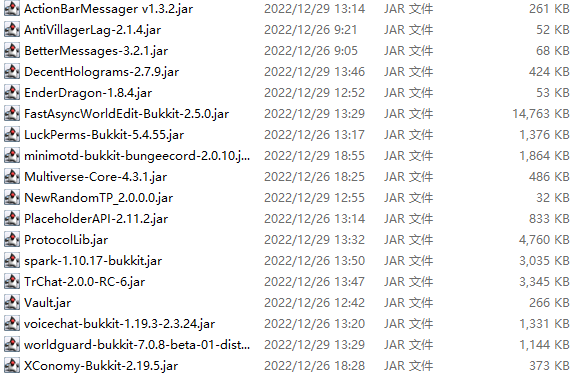 ActionBarMessager v1.3.2.jar 2022/12/29 13:14 JAR 文件 261 KB
AntiVillagerLag-2.1.4.jar 2022/12/26 9:21 JAR 文件 52 KB
BetterMessages-3.2.1.jar 2022/12/26 9:05 JAR 文件 68 KB
DecentHolograms-2.7.9.jar 2022/12/29 13:46 JAR 文件 424 KB
EnderDragon-1.8.4.jar 2022/12/29 12:52 JAR 文件 53 KB
FastAsyncWorldEdit-Bukkit-2.5.0.jar 2022/12/29 13:29 JAR 文件 14,763 KB
LuckPerms-Bukkit-5.4.55.jar 2022/12/26 13:17 JAR 文件 1,376 KB
minimotd-bukkit-bungeecord-2.0.10.j... 2022/12/29 18:55 JAR 文件 1,864 KB
Multiverse-Core-4.3.1.jar 2022/12/26 18:25 JAR 文件 486 KB
NewRandomTP_2.0.0.0.jar 2022/12/29 12:55 JAR 文件 32 KB
PlaceholderAPI-2.11.2.jar 2022/12/26 13:14 JAR 文件 833 KB
ProtocolLib.jar 2022/12/29 13:32 JAR 文件 4,760 KB
spark-1.10.17-bukkit.jar 2022/12/26 13:50 JAR 文件 3,035 KB
TrChat-2.0.0-RC-6.jar 2022/12/26 13:47 JAR 文件 3,345 KB
Vault.jar 2022/12/26 12:42 JAR 文件 266 KB
voicechat-bukkit-1.19.3-2.3.24.jar 2022/12/26 13:20 JAR 文件 1,331 KB
worldguard-bukkit-7.0.8-beta-01-dist... 2022/12/29 13:29 JAR 文件 1,144 KB
XConomy-Bukkit-2.19.5.jar 2022/12/26 18:28 JAR 文件 373 KB